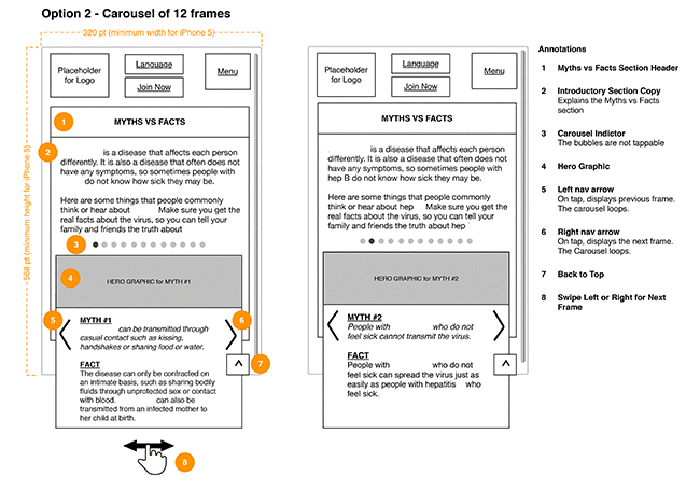 Option 2 - Carousel of 12 frames
320 pt (minimum width for iPhone 5)
568 pt (minimum height for iPhone 5)
Placeholder
for logo
Language
Join Now
Menu
1
MYTHS VS FACTS
2
is a disease that affects each person
differently. It is also a disease that often does not
have any symptoms, so sometimes people with
do not know how sick they may be.
Here are some things that people commonly
think or hear about Make sure you get the
real facts about the virus, so you can tell your
family and friends the truth about
3
4
HERO GRAPHIC for MYTH #1
5
6
MYTH #1
can be transmitted through
casual contact such as kissing,
handshakes or sharing food or water.
7
FACT
The disease can only be contracted on
an intimate basis, such as sharing bodily
fluids through unprotected sex or contact
with blood. can also be
transmitted from an infected mother to
her child at birth.
8
Placeholder
for logo
Language
Join Now
Menu
MYTHS VS FACTS
is a disease that affects each person
differently. It is also a disease that often does not
have any symptoms, so sometimes people with
hep B do not know how sick they may be.
Here are some things that people commonly
think or hear about hep Make sure you get the
real facts about the virus, so you can tell your
family and friends the truth about hep
HERO GRAPHIC for MYTH #2
MYTH #2
People with who do not
feel sick cannot transmit the virus.
FACT
People with who do not
feel sick can spread the virus just as
easily as people with hepatitis who
feel sick.
Annotations
1 Myths vs Facts Section Header
2 Introductory Section Copy
Explains the Myths vs Facts
section
3 Carousel Indictor
The bubbles are not tappable
4 Hero Graphic
5 Left nav arrow
On tap, displays previous frame.
The carousel loops.
6 Right nav arrow
On tap, displays the next frame.
The Carousel loops.
7 Back to Top
8 Swipe Left or Right for Next
Frame